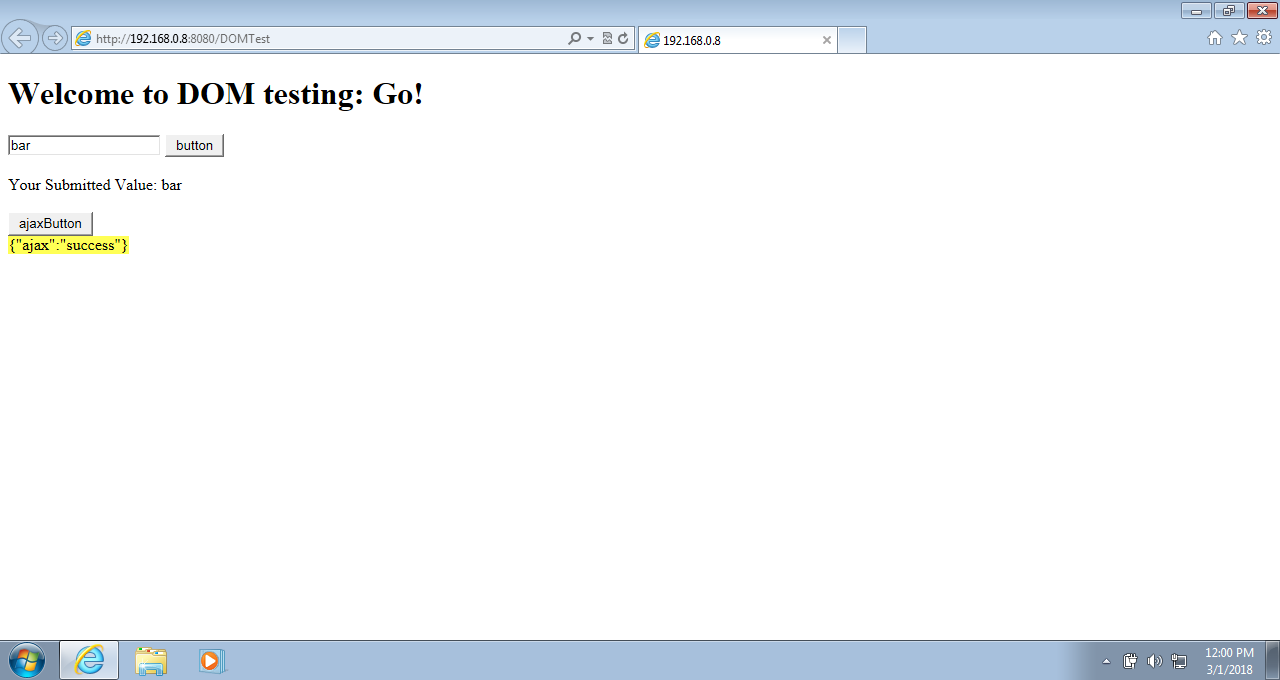 http://192.168.0.8:8080/DOMTest
192.168.0.8
Welcome to DOM testing: Go!
bar
button
Your Submitted Value: bar
ajaxButton
{"ajax":"success"}
12:00 PM
3/1/2018